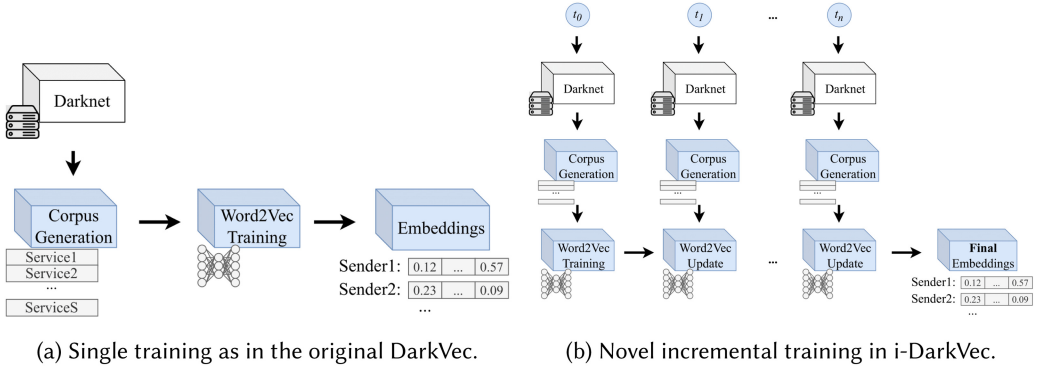 Darknet
Corpus
Generation
Service1
Service2
...
ServiceS
Word2Vec
Training
Embeddings
Sender1: 0.12 ... 0.57
Sender2: 0.23 ... 0.09
...
(a) Single training as in the original DarkVec.
t0 t1 ... tn
Darknet Darknet Darknet
Corpus Corpus Corpus
Generation Generation Generation
... ... ...
Word2Vec Word2Vec ... Word2Vec Final
Training Update Update Embeddings
Sender1: 0.12 ... 0.57
Sender2: 0.23 ... 0.09
...
(b) Novel incremental training in i-DarkVec.